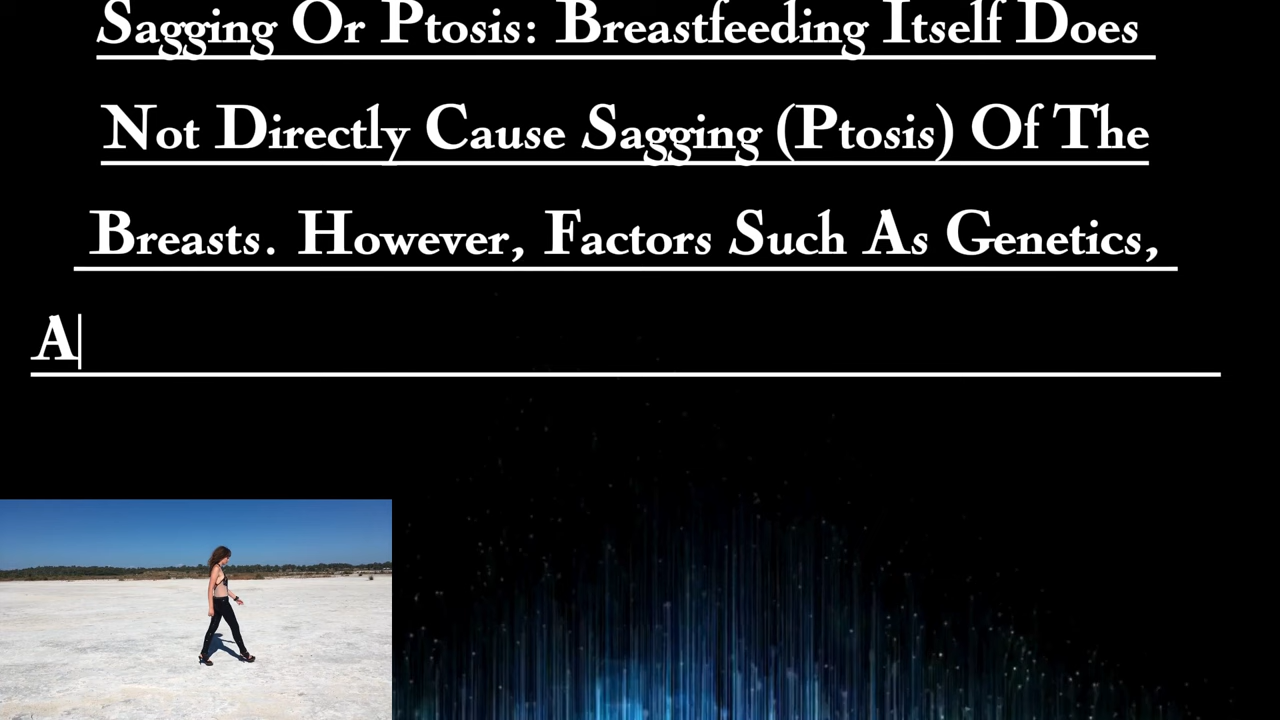 Sagging Or Ptosis: Breastfeeding Itself Does
Not Directly Cause Sagging (Ptosis) Of The
Breasts. However, Factors Such As Genetics,
A